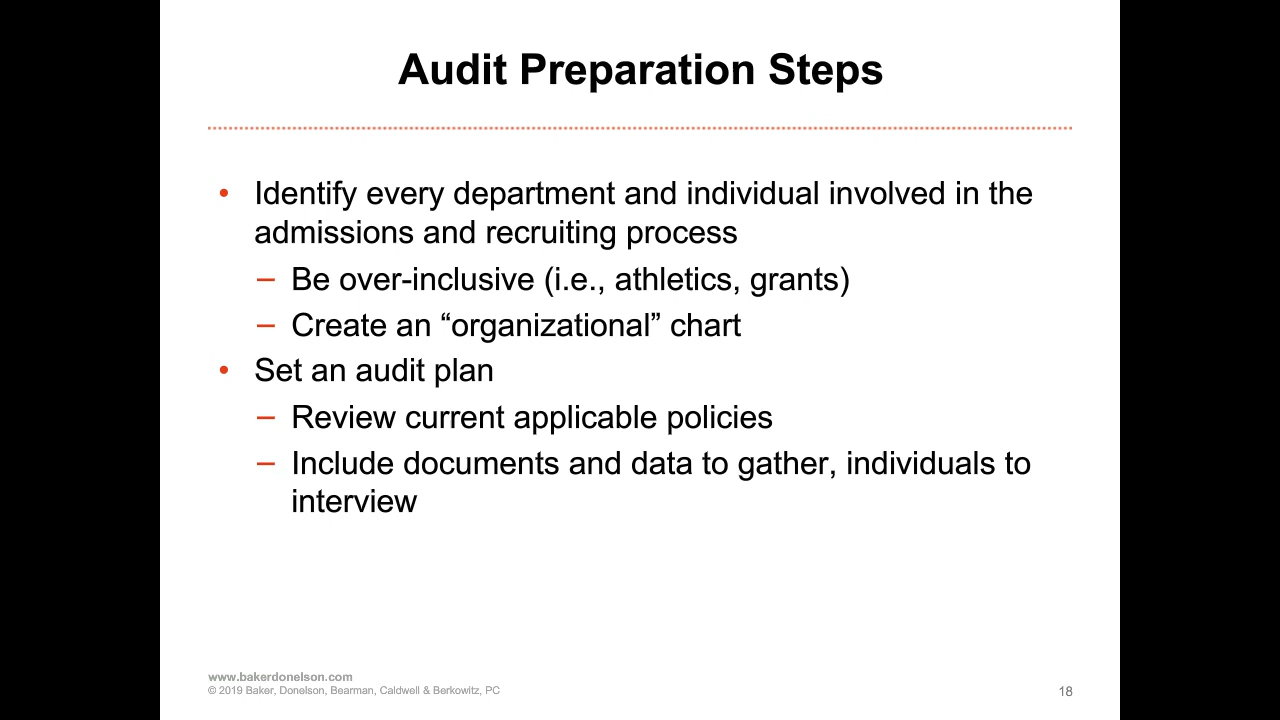 Audit Preparation Steps
• Identify every department and individual involved in the
admissions and recruiting process
– Be over-inclusive (i.e., athletics, grants)
– Create an “organizational” chart
• Set an audit plan
– Review current applicable policies
– Include documents and data to gather, individuals to
interview
www.bakerdonelson.com
© 2019 Baker, Donelson, Bearman, Caldwell & Berkowitz, PC
18